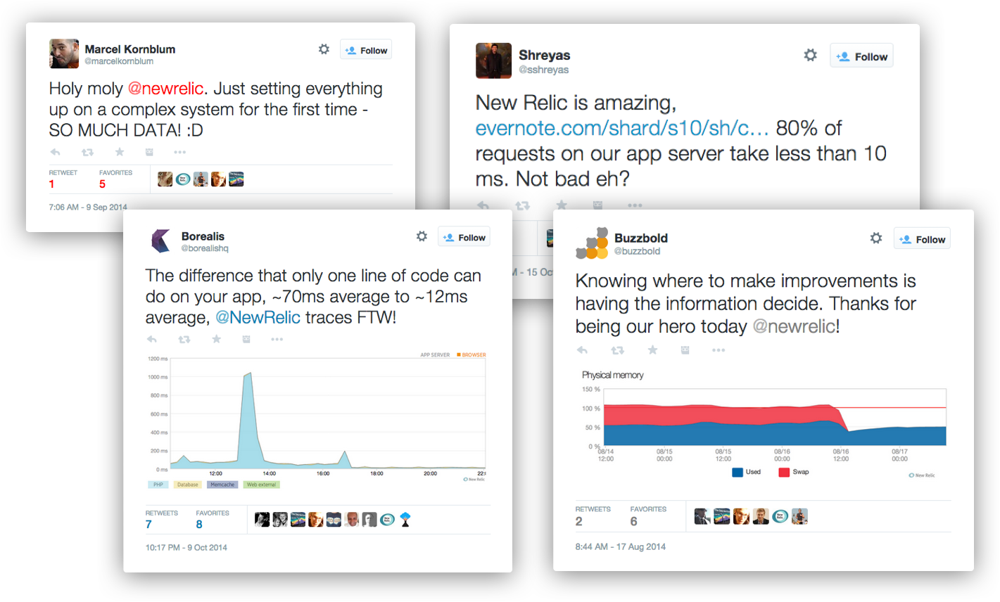 Marcel Kornblum
@marcelkornblum
Follow
Holy moly @newrelic. Just setting everything
up on a complex system for the first time -
SO MUCH DATA! :D
RETWEET
FAVORITES
1
5
7:06 AM - 9 Sep 2014
Shreyas
@sshreyas
Follow
New Relic is amazing,
evernote.com/shard/s10/sh/c... 80% of
requests on our app server take less than 10
ms. Not bad eh?
M - 15 Oc
Borealis
@borealishq
Follow
The difference that only one line of code can
do on your app, ~70ms average to ~12ms
average, @NewRelic traces FTW!
APP SERVER
BROWSER
1200 ms
1000 ms
800 ms
600 ms
400 ms
200 ms
0 ms
12:00
14:00
16:00
18:00
20:00
22:
New Relic
PHP
Database
Memcache
Web external
RETWEETS
FAVORITES
7
8
10:17 PM - 9 Oct 2014
Buzzbold
@buzzbold
Follow
Knowing where to make improvements is
having the information decide. Thanks for
being our hero today @newrelic!
Physical memory
150 %
100 %
50 %
0 %
08/14 12:00
08/15 00:00
08/15 12:00
08/16 00:00
08/16 12:00
08/17 00:00
Used
Swap
New Relic
RETWEETS
FAVORITES
2
6
8:44 AM - 17 Aug 2014